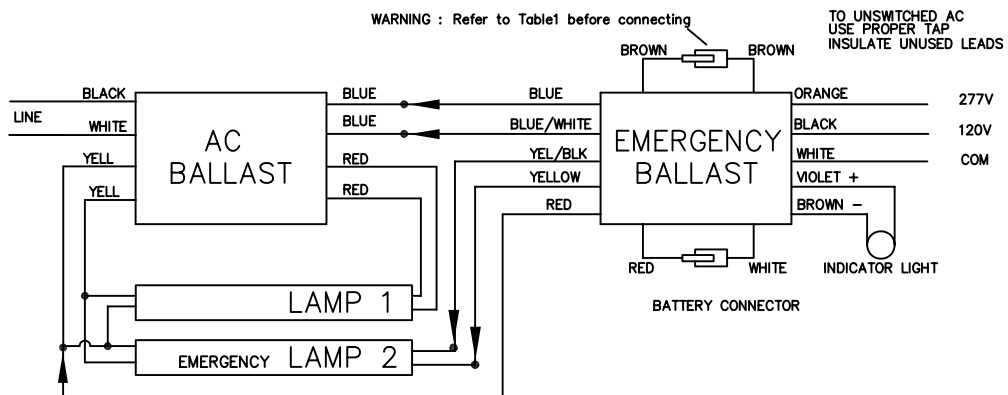 WARNING : Refer to Table1 before connecting
TO UNSWITCHED AC
USE PROPER TAP
INSULATE UNUSED LEADS
BROWN
BROWN
BLACK
BLUE
BLUE
ORANGE
277V
LINE
WHITE
BLUE
BLUE/WHITE
BLACK
120V
AC
BALLAST
EMERGENCY
BALLAST
YELL
RED
YEL/BLK
WHITE
COM
YELL
RED
YELLOW
VIOLET +
RED
BROWN -
RED
WHITE
INDICATOR LIGHT
LAMP 1
BATTERY CONNECTOR
EMERGENCY LAMP 2